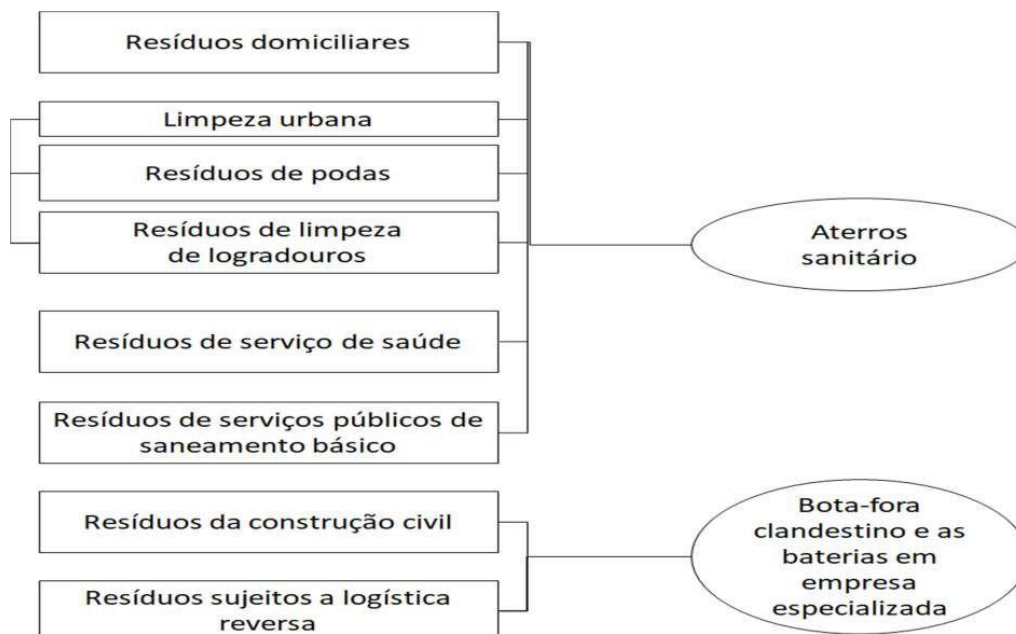 Resíduos domiciliares
Limpeza urbana
Resíduos de podas
Resíduos de limpeza
de logradouros
Resíduos de serviço de saúde
Resíduos de serviços públicos de
saneamento básico
Aterros
sanitário
Resíduos da construção civil
Resíduos sujeitos a logística
reversa
Bota-fora
clandestino e as
baterias em
empresa
especializada